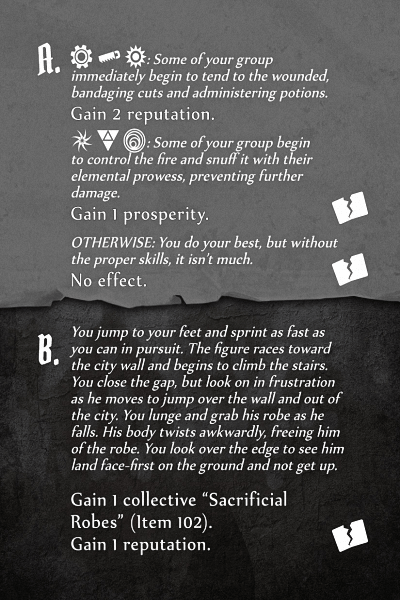 A.
: Some of your group
immediately begin to tend to the wounded,
bandaging cuts and administering potions.
Gain 2 reputation.
: Some of your group begin
to control the fire and snuff it with their
elemental prowess, preventing further
damage.
Gain 1 prosperity.
OTHERWISE: You do your best, but without
the proper skills, it isn't much.
No effect.
B.
You jump to your feet and sprint as fast as
you can in pursuit. The figure races toward
the city wall and begins to climb the stairs.
You close the gap, but look on in frustration
as he moves to jump over the wall and out of
the city. You lunge and grab his robe as he
falls. His body twists awkwardly, freeing him
of the robe. You look over the edge to see him
land face-first on the ground and not get up.
Gain 1 collective “Sacrificial
Robes” (Item 102).
Gain 1 reputation.